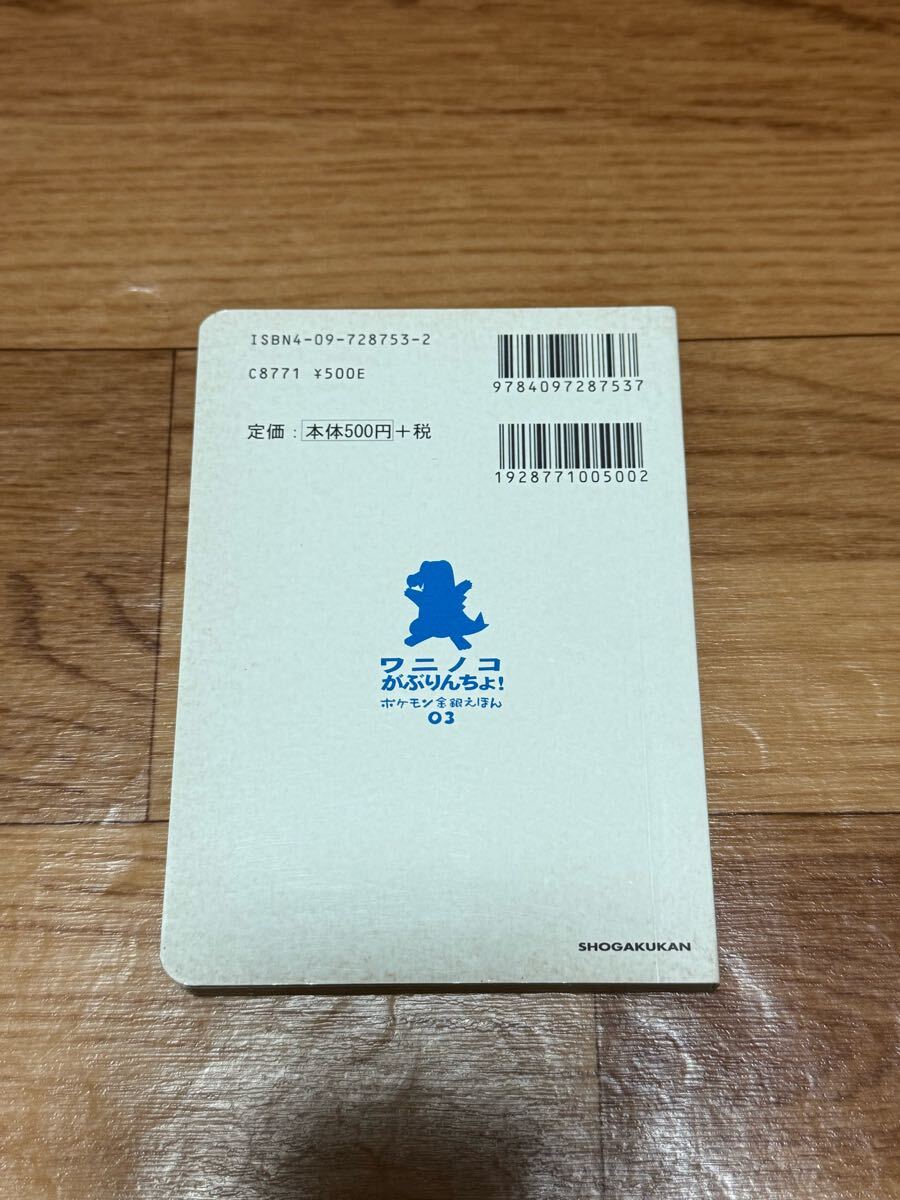 ISBN4-09-728753-2
C8771 ¥500E
定価：本体500円＋税
9784097287537
1928771005002
ワニノコ
がぶりんちょ!
ポケモン金銀えほん
03
SHOGAKUKAN